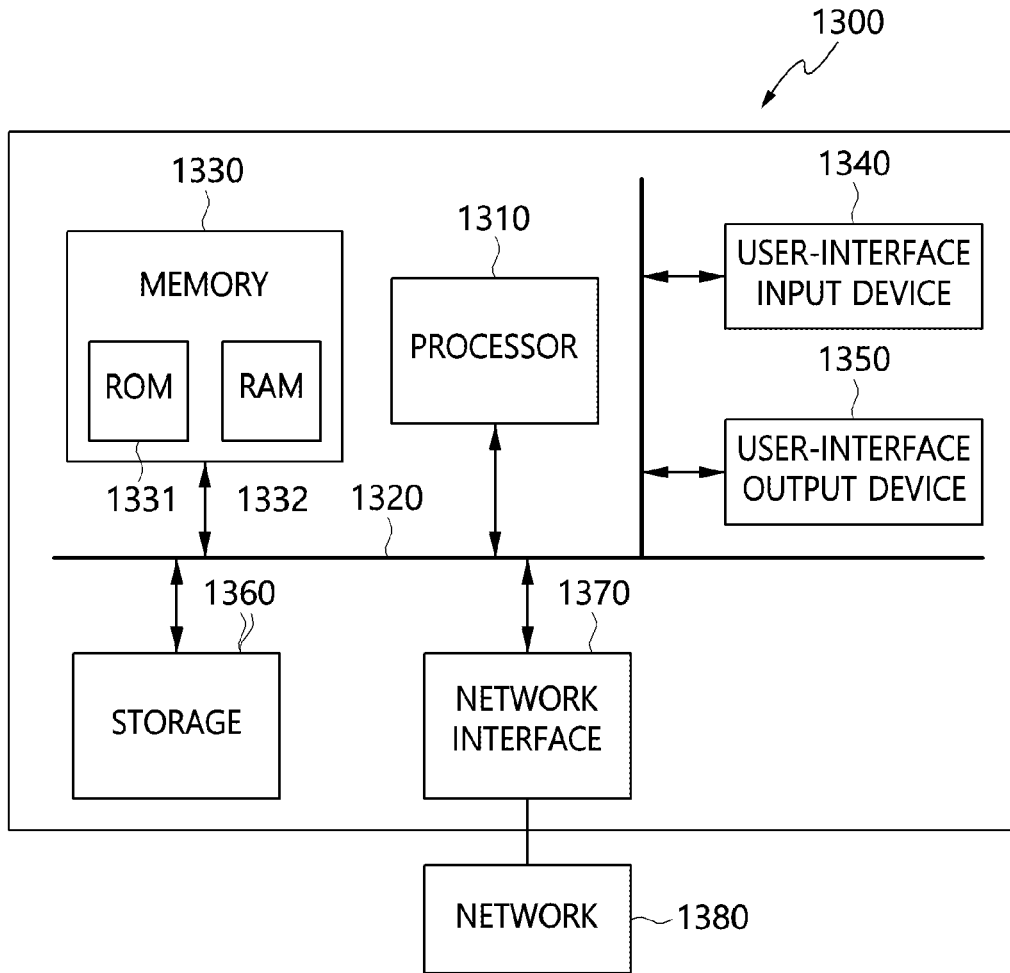 1300
1330
1340
1310
MEMORY
USER-INTERFACE
INPUT DEVICE
PROCESSOR
ROM
RAM
1350
USER-INTERFACE
OUTPUT DEVICE
1331
1332
1320
1360
1370
STORAGE
NETWORK
INTERFACE
NETWORK
1380